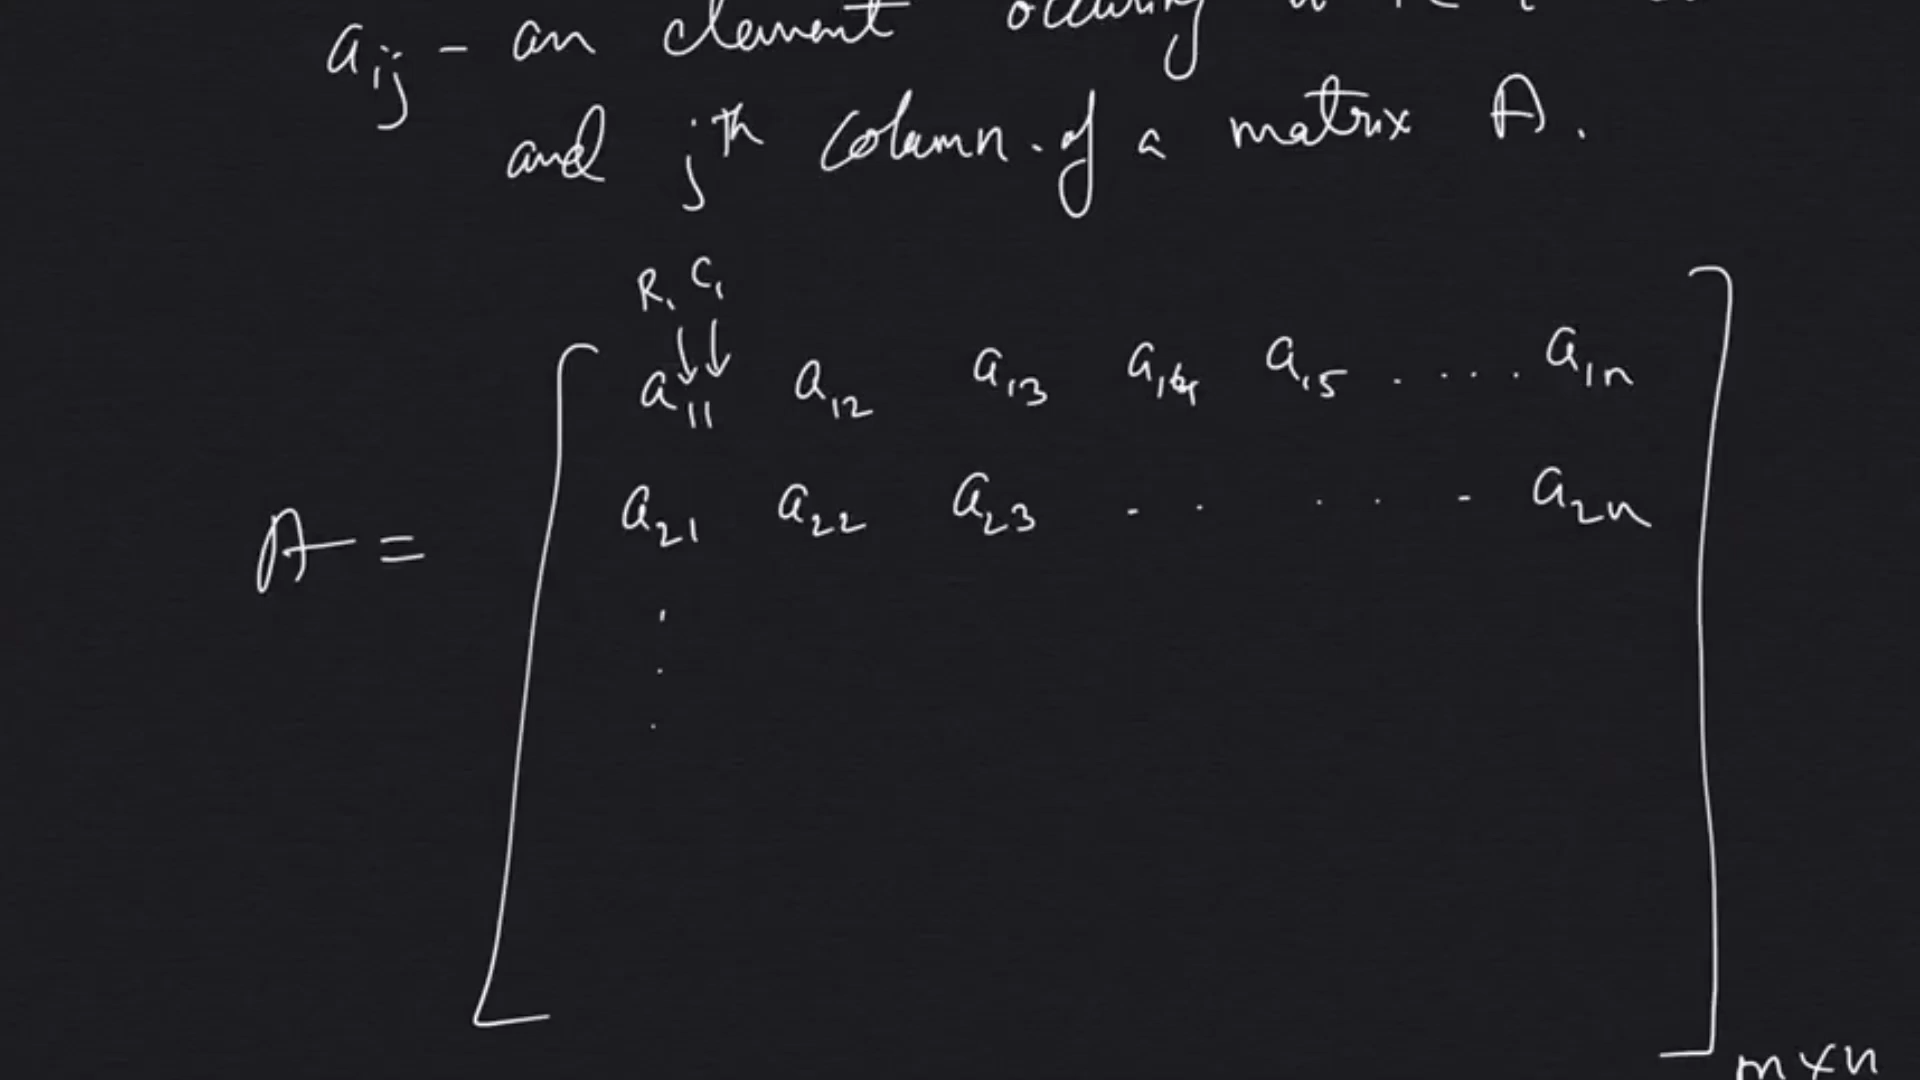 aij - an element occuring
and jth column. of a matrix A.
R1 C1
a11 a12 a13 a14 a15 . . . . a1n
A = a21 a22 a23 - . . . - a2n
.
.
.
m×n